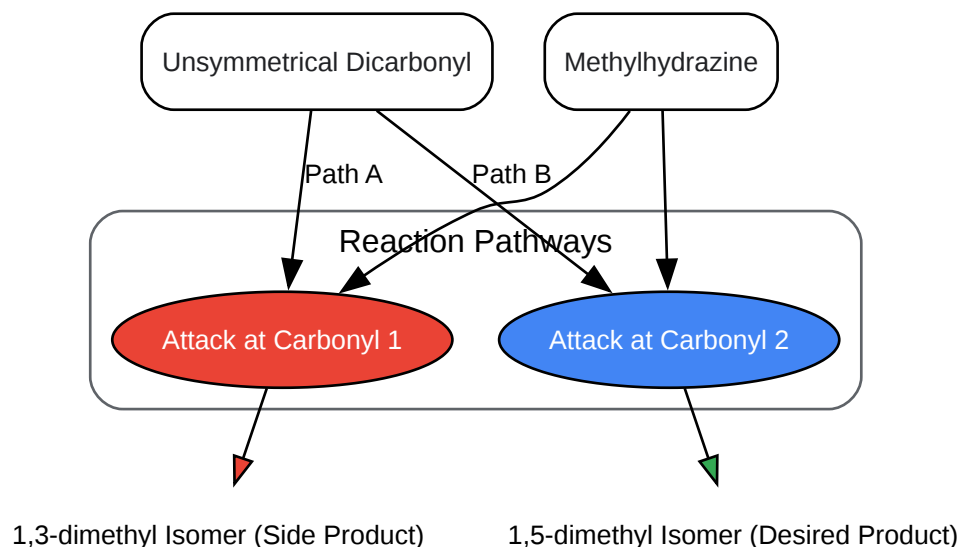 Unsymmetrical Dicarbonyl
Methylhydrazine
Path A
Path B
Reaction Pathways
Attack at Carbonyl 1
Attack at Carbonyl 2
1,3-dimethyl Isomer (Side Product)
1,5-dimethyl Isomer (Desired Product)